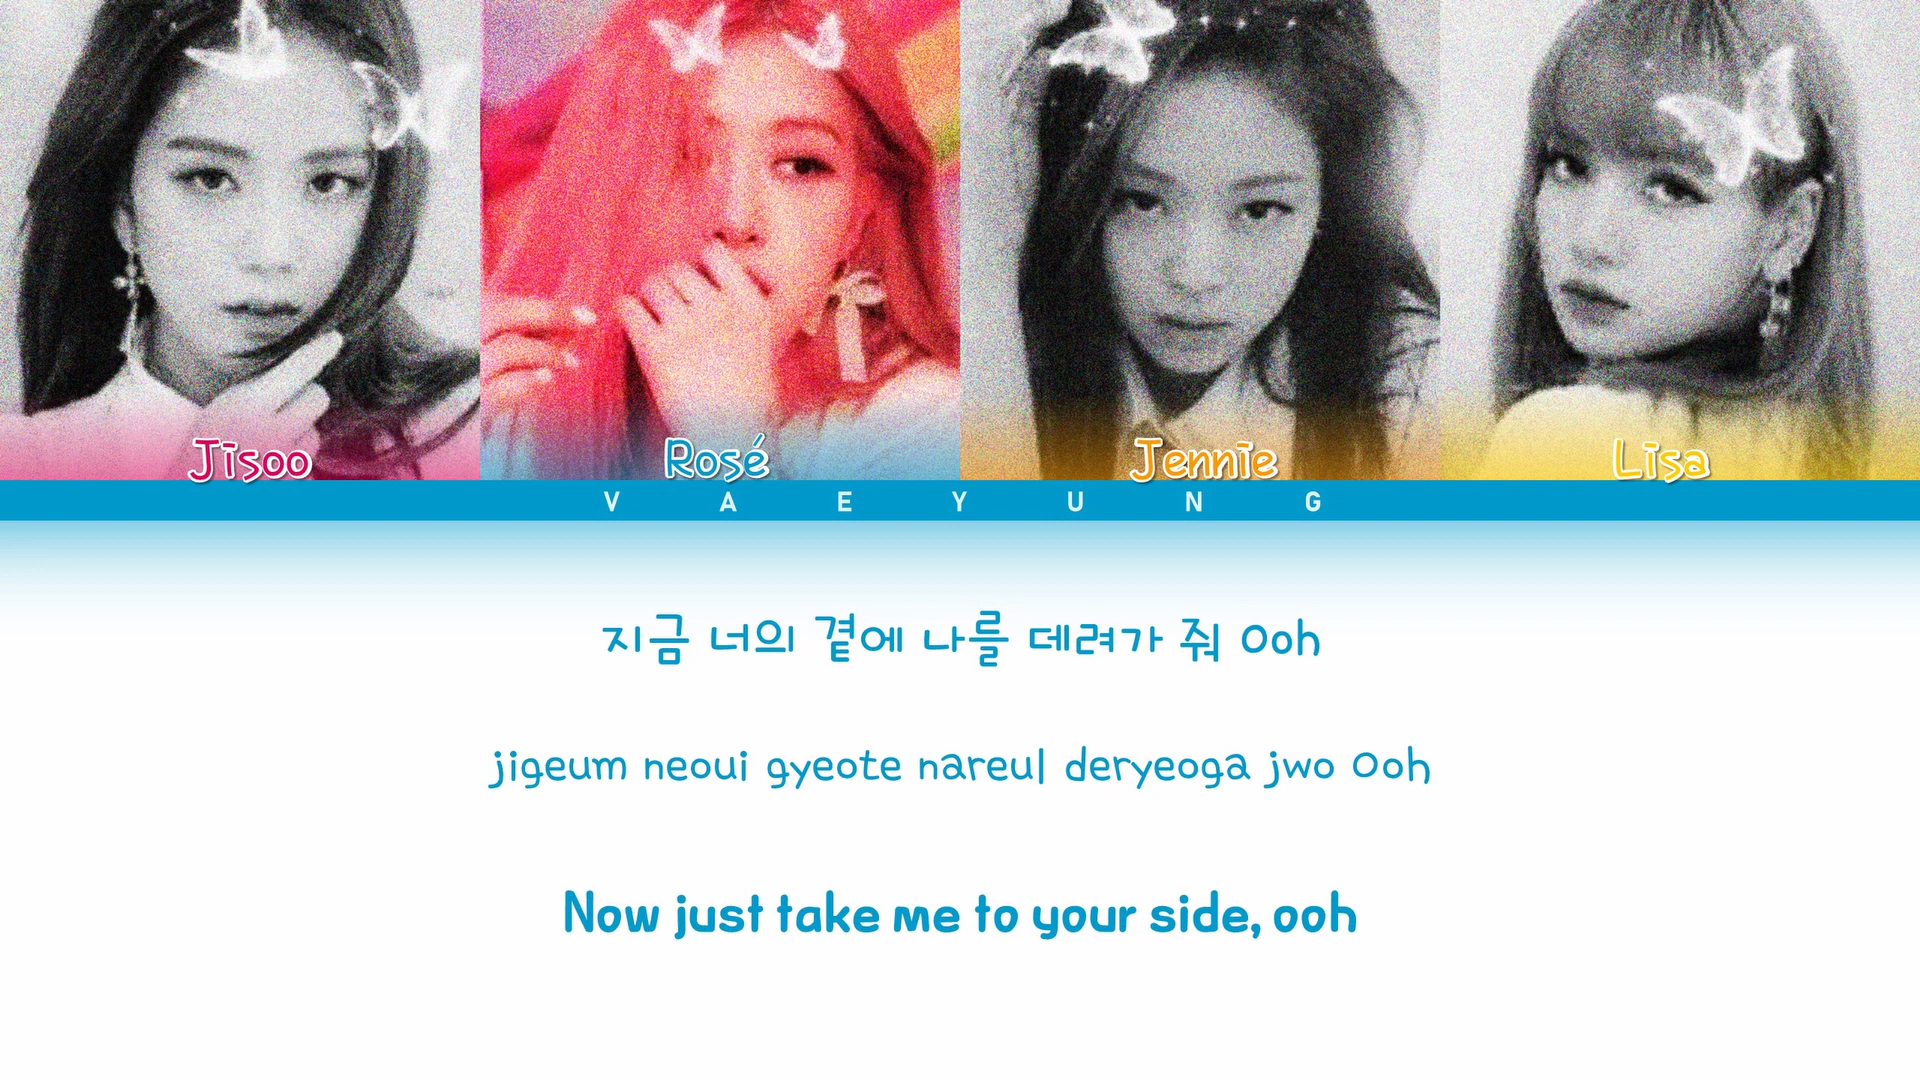 Jisoo Rosé Jennie Lisa
VAEYUNG
지금 너의 곁에 나를 데려가 줘 Ooh
jigeum neoui gyeote nareul deryeoga jwo Ooh
Now just take me to your side, ooh